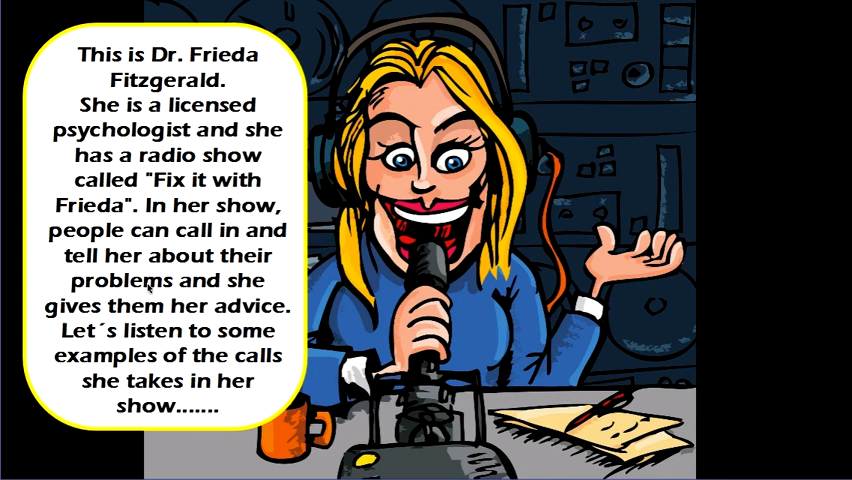 This is Dr. Frieda
Fitzgerald.
She is a licensed
psychologist and she
has a radio show
called "Fix it with
Frieda". In her show,
people can call in and
tell her about their
problems and she
gives them her advice.
Let´s listen to some
examples of the calls
she takes in her
show.......